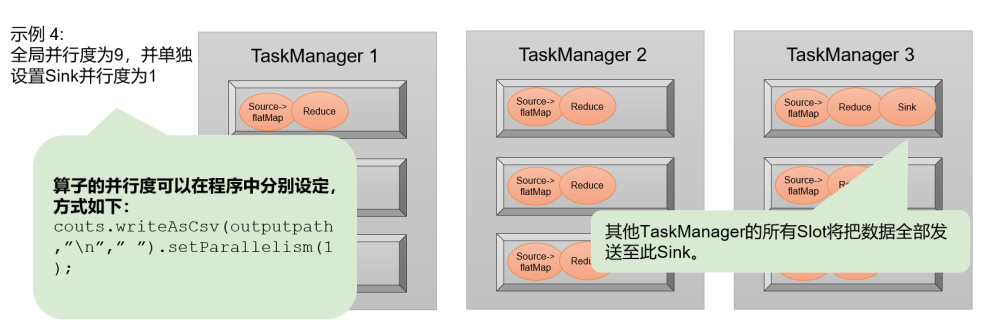 示例 4:
全局并行度为9，并单独
设置Sink并行度为1
TaskManager 1
Source->
flatMap
Reduce
算子的并行度可以在程序中分别设定，
方式如下：
couts.writeAsCsv(outputpath
,”\n”,” ”).setParallelism(1
);
TaskManager 2
Source->
flatMap
Reduce
Source->
flatMap
Reduce
Source->
flatMap
TaskManager 3
Source->
flatMap
Reduce
Sink
Source->
flatMap
其他TaskManager的所有Slot将把数据全部发
送至此Sink。